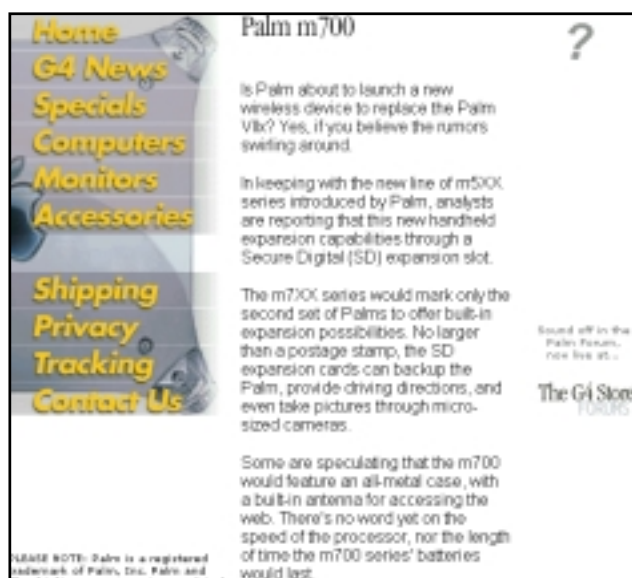 Home
G4 News
Specials
Computers
Monitors
Accessories
Shipping
Privacy
Tracking
Contact Us
PLEASE NOTE: Palm is a registered
trademark of Palm, Inc. Palm and
Palm m700
Is Palm about to launch a new
wireless device to replace the Palm
VIIx? Yes, if you believe the rumors
swirling around.
In keeping with the new line of m5XX
series introduced by Palm, analysts
are reporting that this new handheld
expansion capabilities through a
Secure Digital (SD) expansion slot.
The m7XX series would mark only the
second set of Palms to offer built-in
expansion possibilities. No larger
than a postage stamp, the SD
expansion cards can backup the
Palm, provide driving directions, and
even take pictures through micro-
sized cameras.
Some are speculating that the m700
would feature an all-metal case, with
a built-in antenna for accessing the
web. There's no word yet on the
speed of the processor, nor the length
of time the m700 series' batteries
would last.
?
Sound off in the
Palm Forum,
now live at...
The G4 Store
FORUMS